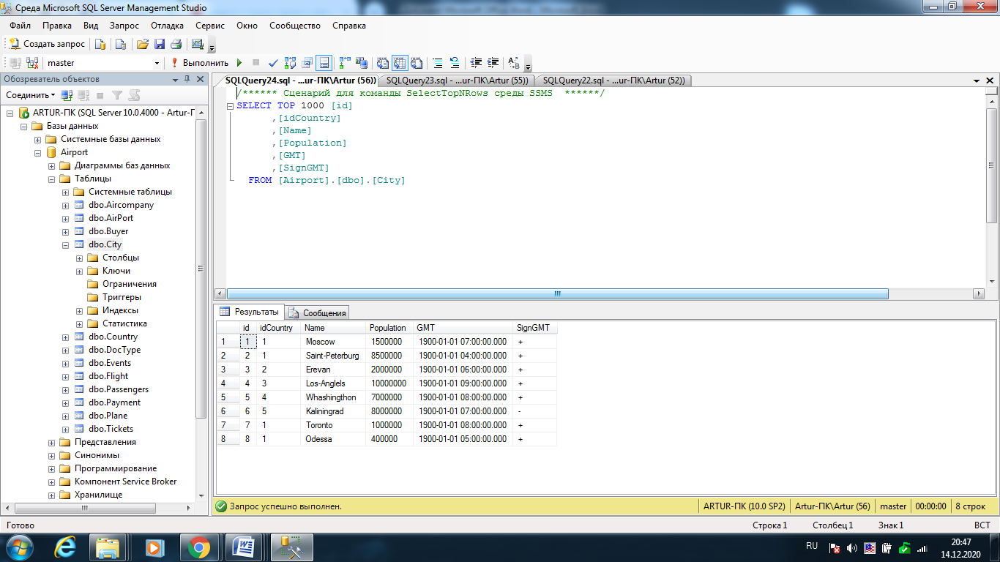 Среда Microsoft SQL Server Management Studio
Файл Правка Вид Запрос Отладка Сервис Окно Сообщество Справка
Создать запрос
master Выполнить
Обозреватель объектов
Соединить
ARTUR-ПК (SQL Server 10.0.4000 - Artur-П
Базы данных
Системные базы данных
Airport
Диаграммы баз данных
Таблицы
Системные таблицы
dbo.Aircompany
dbo.AirPort
dbo.Buyer
dbo.City
Столбцы
Ключи
Ограничения
Триггеры
Индексы
Статистика
dbo.Country
dbo.DocType
dbo.Events
dbo.Flight
dbo.Passengers
dbo.Payment
dbo.Plane
dbo.Tickets
Представления
Синонимы
Программирование
Компонент Service Broker
Хранилище
SQLQuery24.sql - ...ur-ПК\Artur (56)) SQLQuery23.sql - ...ur-ПК\Artur (55)) SQLQuery22.sql - ...ur-ПК\Artur (52))
/****** Сценарий для команды SelectTopNRows среды SSMS ******/
SELECT TOP 1000 [id]
,[idCountry]
,[Name]
,[Population]
,[GMT]
,[SignGMT]
FROM [Airport].[dbo].[City]
Результаты Сообщения
id idCountry Name Population GMT SignGMT
1 1 1 Moscow 1500000 1900-01-01 07:00:00.000 +
2 2 1 Saint-Peterburg 8500000 1900-01-01 04:00:00.000 +
3 3 2 Erevan 2000000 1900-01-01 06:00:00.000 +
4 4 3 Los-Anglels 10000000 1900-01-01 09:00:00.000 +
5 5 4 Whashingthon 7000000 1900-01-01 08:00:00.000 +
6 6 5 Kaliningrad 8000000 1900-01-01 07:00:00.000 -
7 7 1 Toronto 1000000 1900-01-01 08:00:00.000 +
8 8 1 Odessa 400000 1900-01-01 05:00:00.000 +
Запрос успешно выполнен. ARTUR-ПК (10.0 SP2) Artur-ПК\Artur (56) master 00:00:00 8 строк
Готово Строка 1 Столбец 1 Знак 1 ВСТ
RU 20:47
14.12.2020